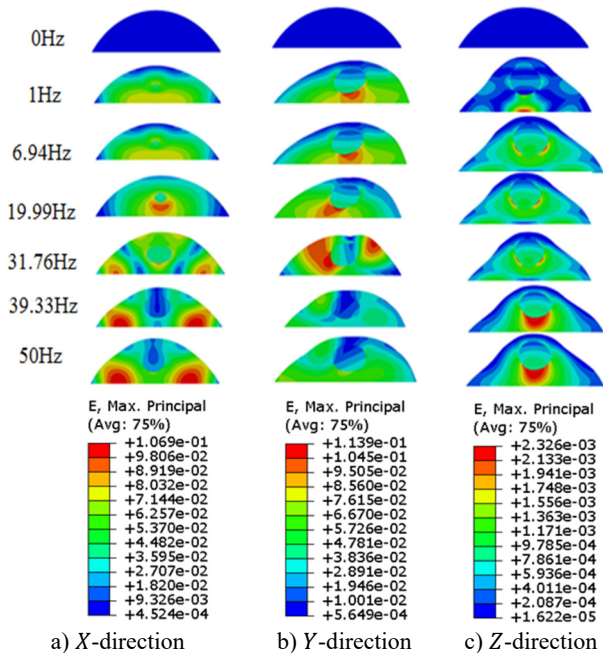 0Hz
1Hz
6.94Hz
19.99Hz
31.76Hz
39.33Hz
50Hz
E, Max. Principal
(Avg: 75%)
+1.069e-01
+9.806e-02
+8.919e-02
+8.032e-02
+7.144e-02
+6.257e-02
+5.370e-02
+4.482e-02
+3.595e-02
+2.707e-02
+1.820e-02
+9.326e-03
+4.524e-04
a) X-direction
E, Max. Principal
(Avg: 75%)
+1.139e-01
+1.045e-01
+9.505e-02
+8.560e-02
+7.615e-02
+6.670e-02
+5.726e-02
+4.781e-02
+3.836e-02
+2.891e-02
+1.946e-02
+1.001e-02
+5.649e-04
b) Y-direction
E, Max. Principal
(Avg: 75%)
+2.326e-03
+2.133e-03
+1.941e-03
+1.748e-03
+1.556e-03
+1.363e-03
+1.171e-03
+9.785e-04
+7.861e-04
+5.936e-04
+4.011e-04
+2.087e-04
+1.622e-05
c) Z-direction